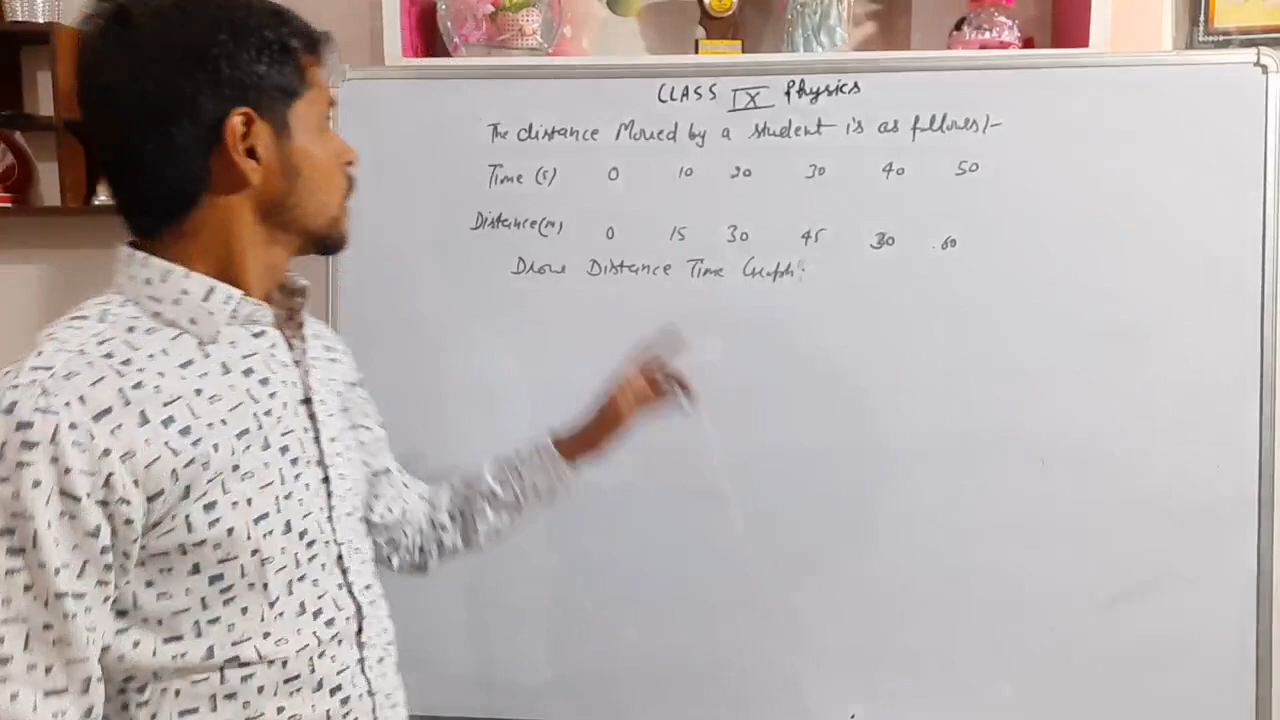 CLASS IX Physics
The distance Moved by a student is as follows:-
Time (s) 0 10 20 30 40 50
Distance(m) 0 15 30 45 30 60
Draw Distance Time Graph: